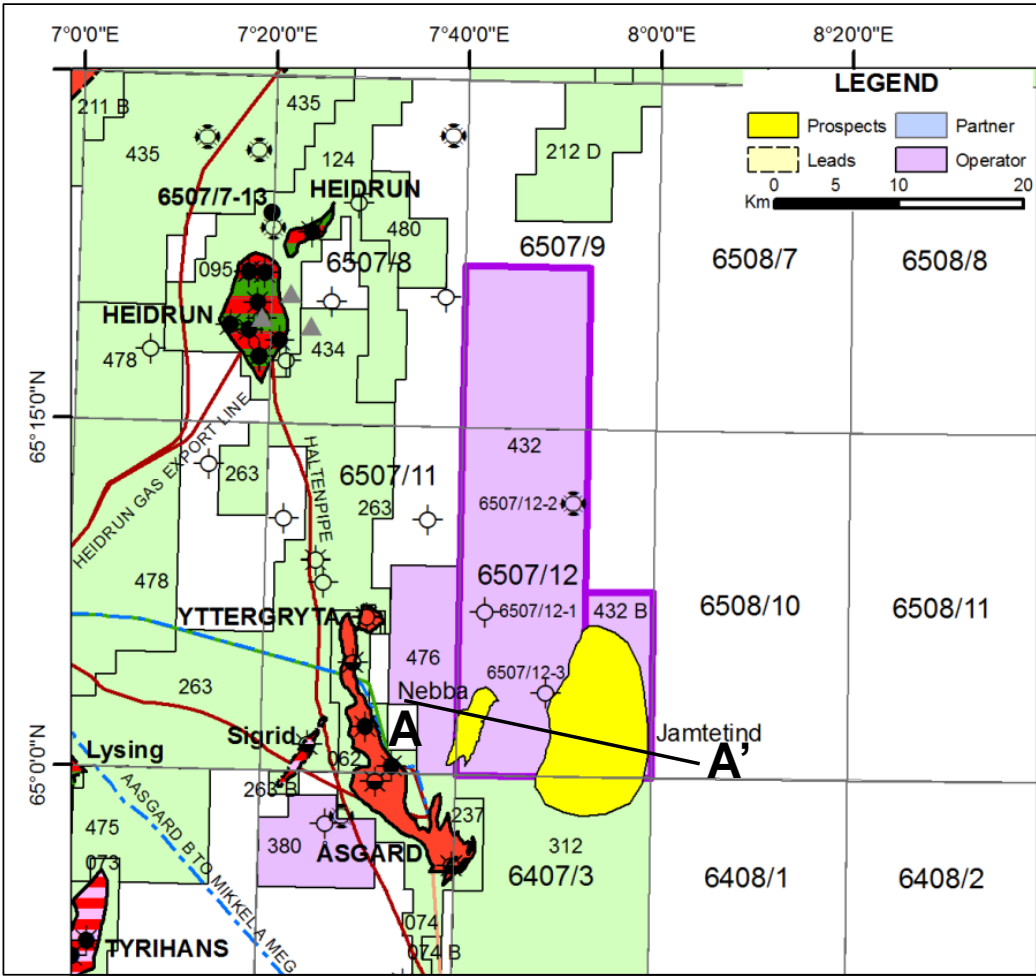 7°0'0"E 7°20'0"E 7°40'0"E 8°0'0"E 8°20'0"E
LEGEND
Prospects
Partner
Leads
Operator
0 5 10 20
Km
211 B
435
435
124
212 D
6507/7-13
HEIDRUN
480
6507/9
6508/7
6508/8
095
6507/8
HEIDRUN
434
478
65°15'0"N
HEIDRUN GAS EXPORT LINE
HALTENPIPE
263
6507/11
263
432
6507/12-2
478
6507/12
6508/10
6508/11
YTTERGRYTA
6507/12-1
432 B
476
263
6507/12-3
Nebba
A
Jamtetind
A'
Sigrid
062
Lysing
65°0'0"N
263 B
AASGARD B TO MIKKELA MEG
475
073
380
ÅSGARD
237
312
6407/3
6408/1
6408/2
074
074 B
TYRIHANS